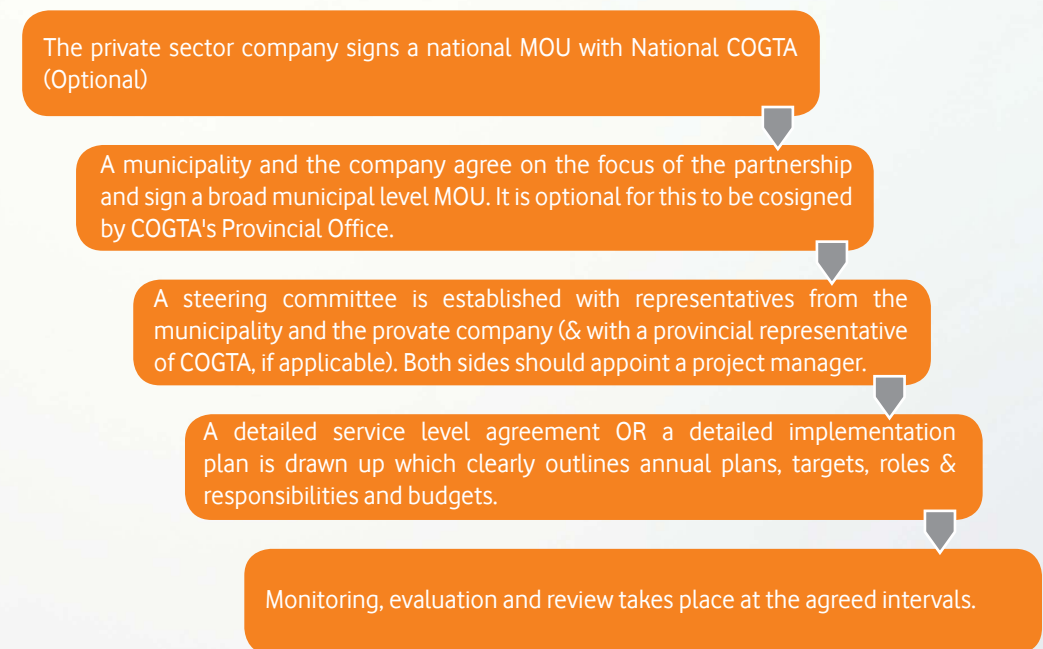 The private sector company signs a national MOU with National COGTA
(Optional)
A municipality and the company agree on the focus of the partnership
and sign a broad municipal level MOU. It is optional for this to be cosigned
by COGTA's Provincial Office.
A steering committee is established with representatives from the
municipality and the provate company (& with a provincial representative
of COGTA, if applicable). Both sides should appoint a project manager.
A detailed service level agreement OR a detailed implementation
plan is drawn up which clearly outlines annual plans, targets, roles &
responsibilities and budgets.
Monitoring, evaluation and review takes place at the agreed intervals.